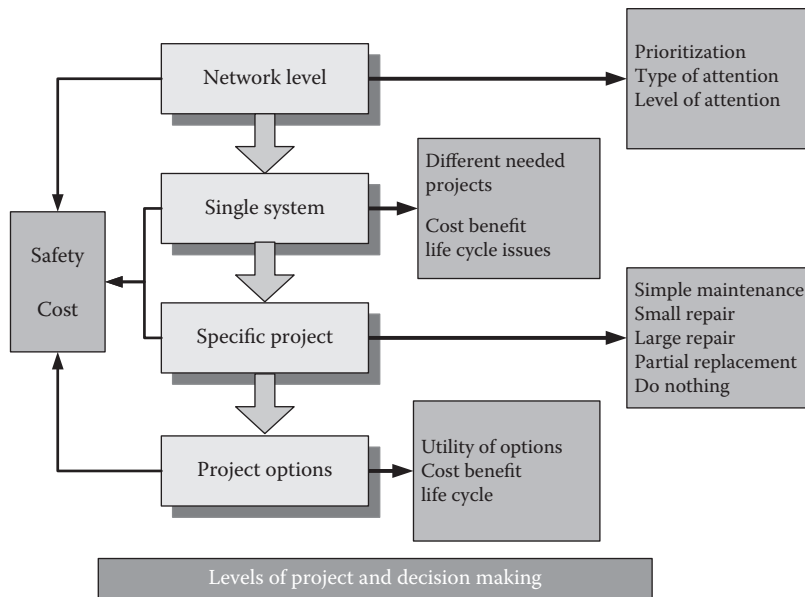 Network level
Prioritization
Type of attention
Level of attention
Single system
Different needed
projects
Cost benefit
life cycle issues
Safety
Cost
Specific project
Simple maintenance
Small repair
Large repair
Partial replacement
Do nothing
Project options
Utility of options
Cost benefit
life cycle
Levels of project and decision making